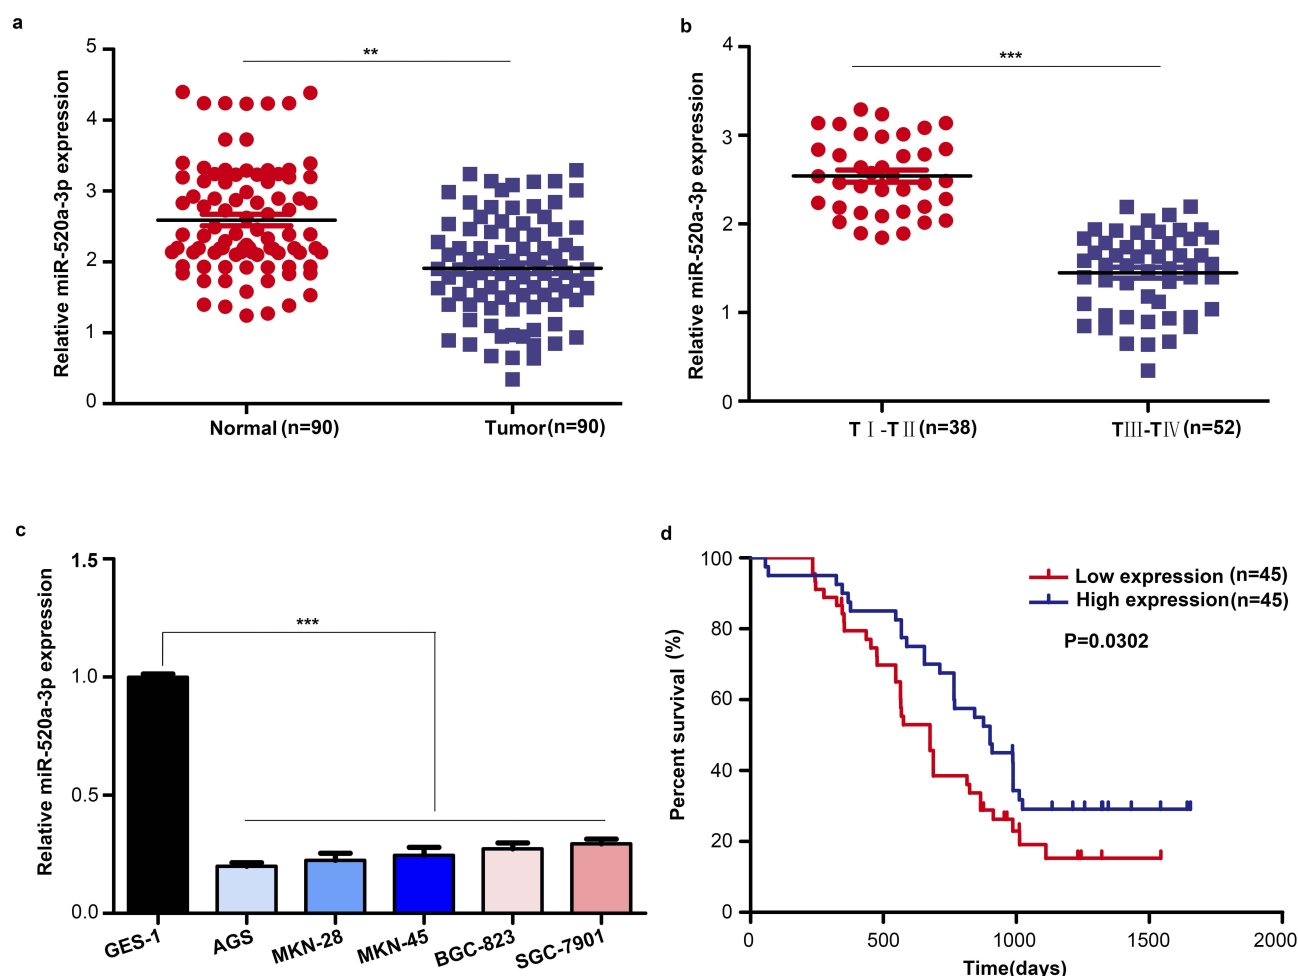 a
Relative miR-520a-3p expression
5
4
3
2
1
0
**
Normal (n=90)
Tumor (n=90)
b
Relative miR-520a-3p expression
4
3
2
1
0
***
TⅠ-TⅡ (n=38)
TⅢ-TⅣ (n=52)
c
Relative miR-520a-3p expression
1.5
1.0
0.5
0.0
***
GES-1
AGS
MKN-28
MKN-45
BGC-823
SGC-7901
d
Percent survival (%)
100
80
60
40
20
0
Low expression (n=45)
High expression (n=45)
P=0.0302
0
500
1000
1500
2000
Time(days)